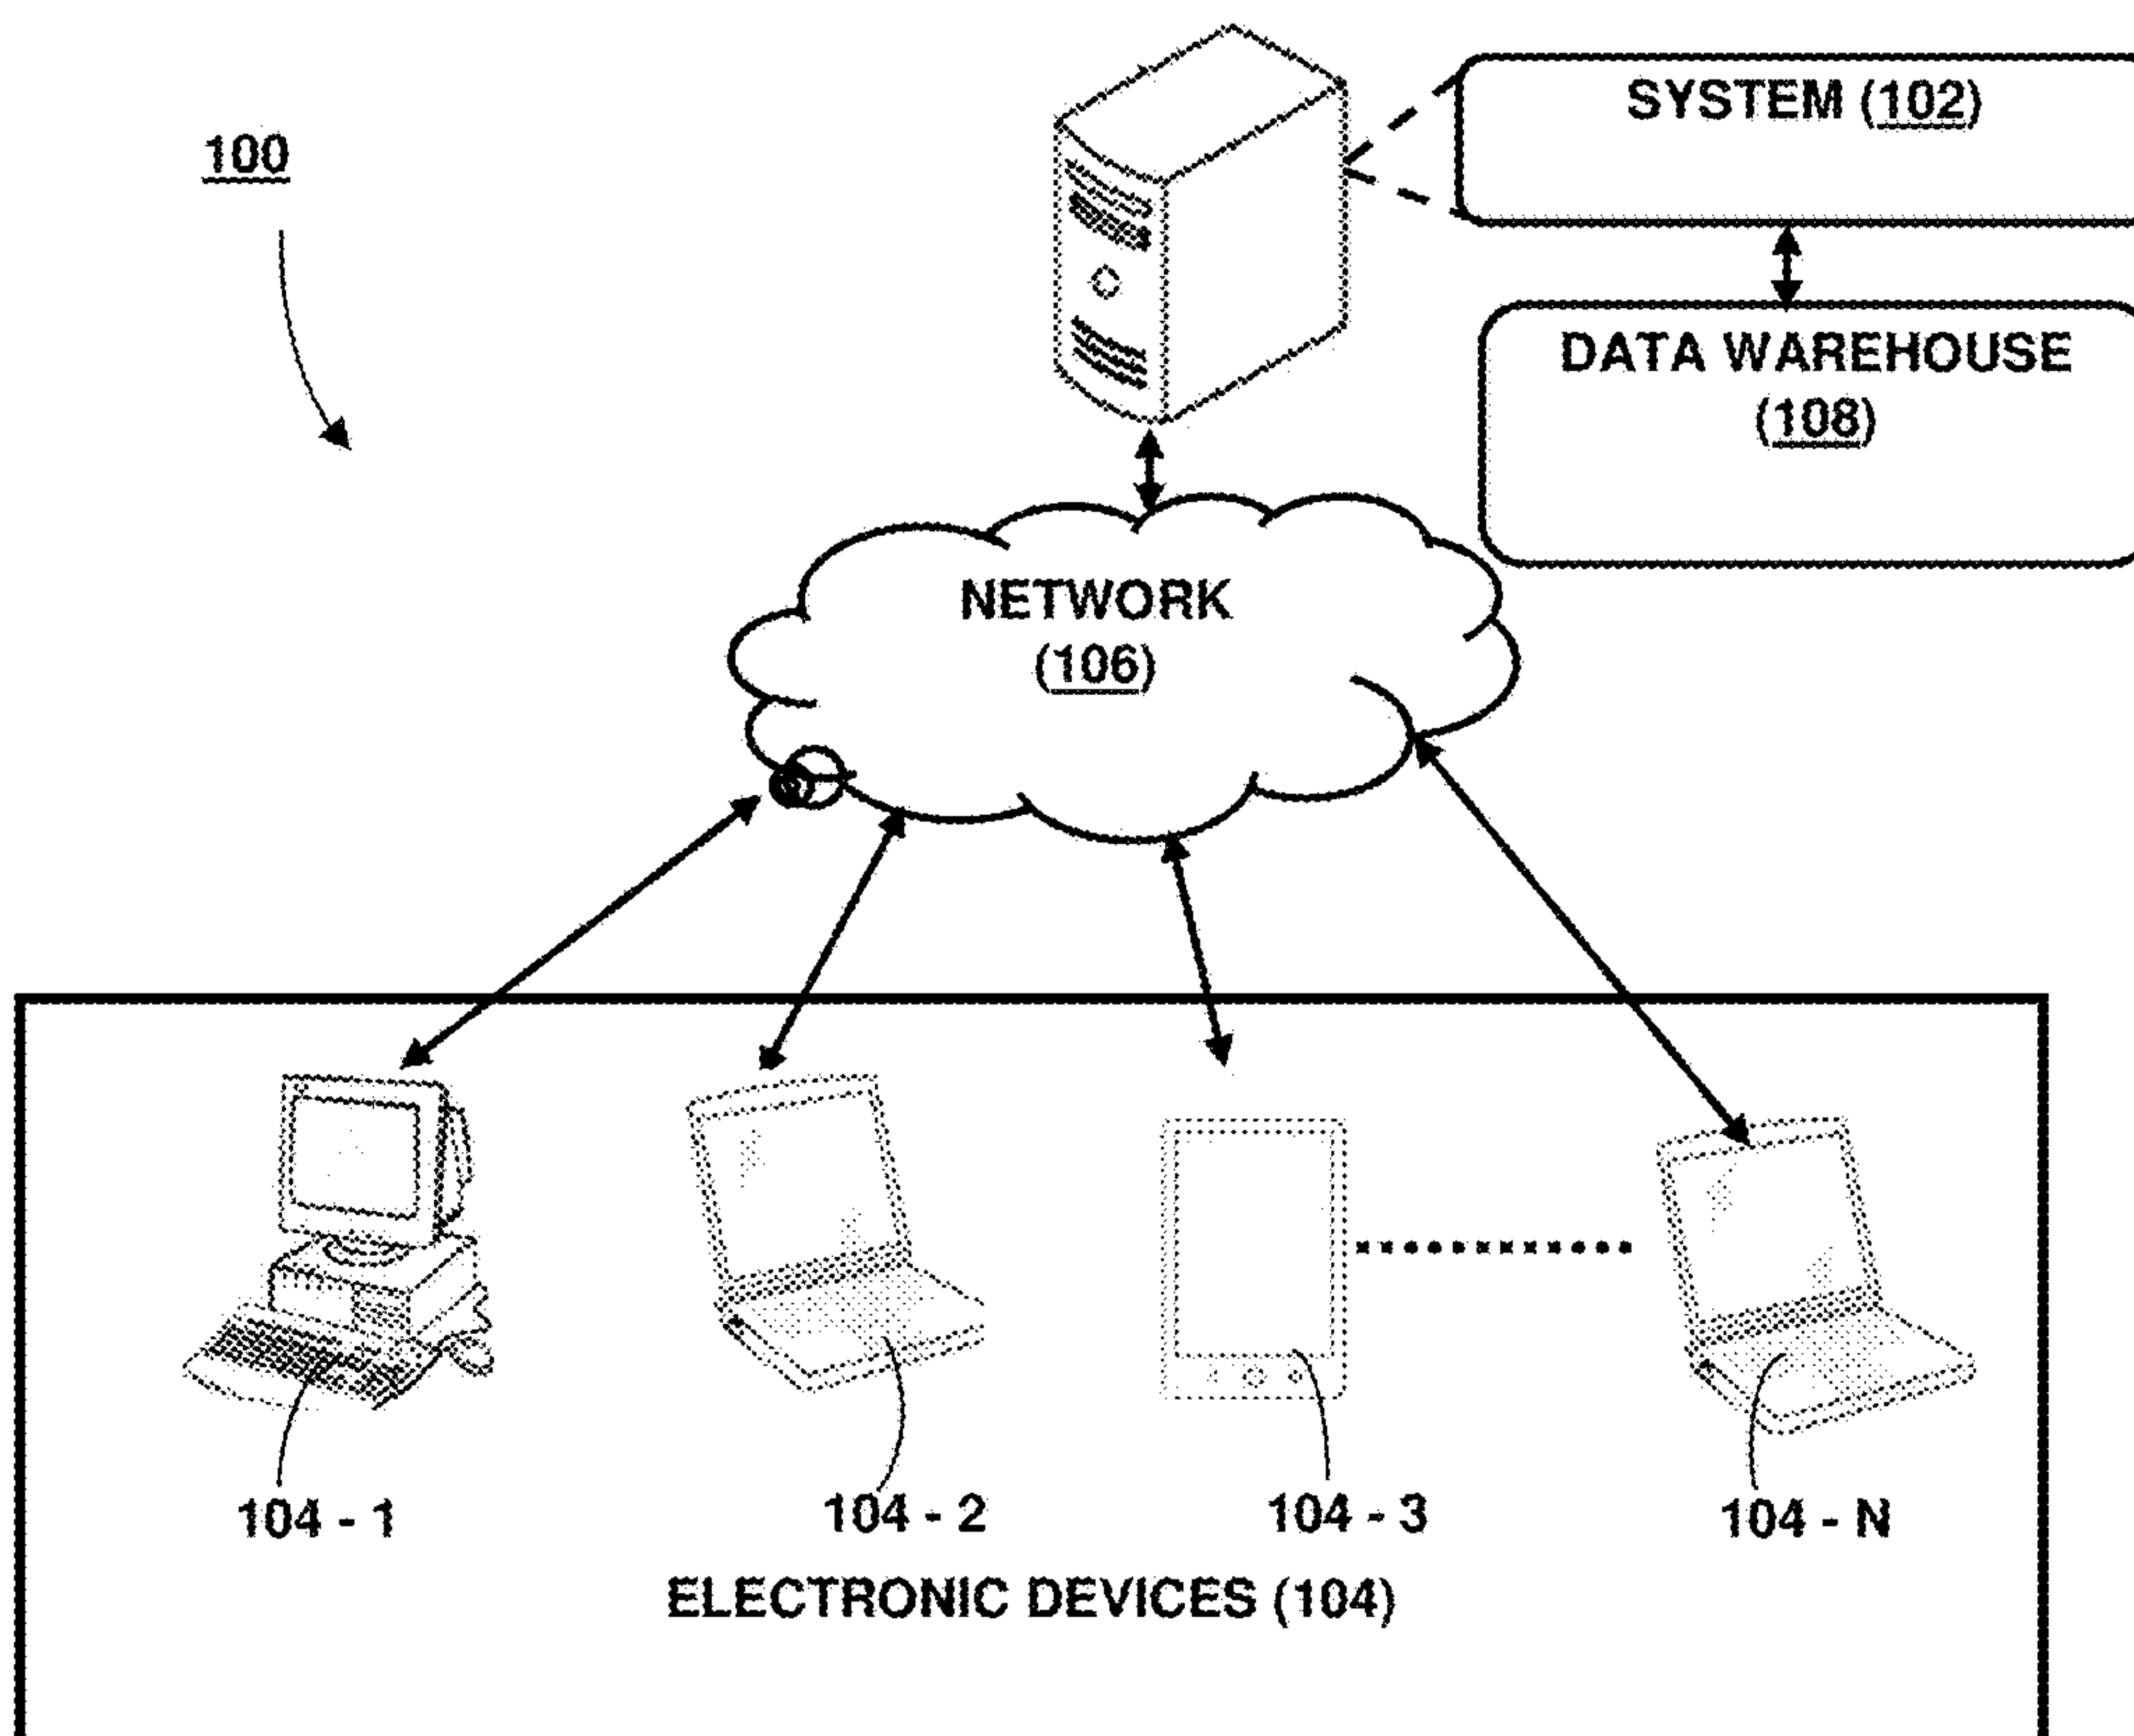 100
SYSTEM (102)
DATA WAREHOUSE
(108)
NETWORK
(106)
104 - 1
104 - 2
104 - 3
104 - N
ELECTRONIC DEVICES (104)